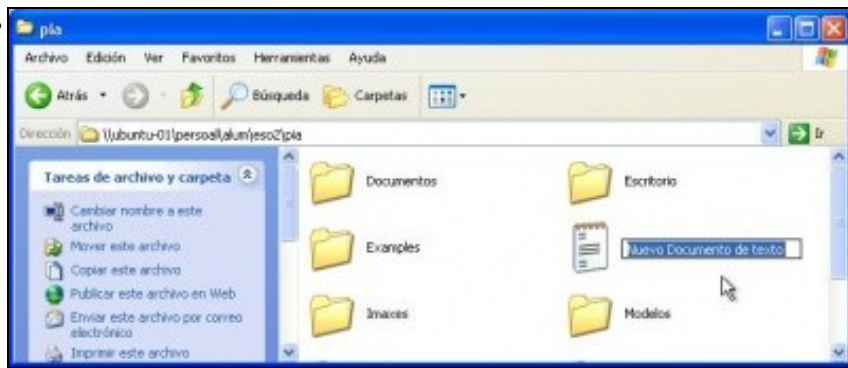 pía
Archivo Edición Ver Favoritos Herramientas Ayuda
Atrás Búsqueda Carpetas
Dirección \\ubuntu-01\persoal\alum\eso2\pia Ir
Tareas de archivo y carpeta
Cambiar nombre a este
archivo
Mover este archivo
Copiar este archivo
Publicar este archivo en Web
Enviar este archivo por correo
electrónico
Imprimir este archivo
Documentos
Escritorio
Examples
Nuevo Documento de texto
Imaxes
Modelos